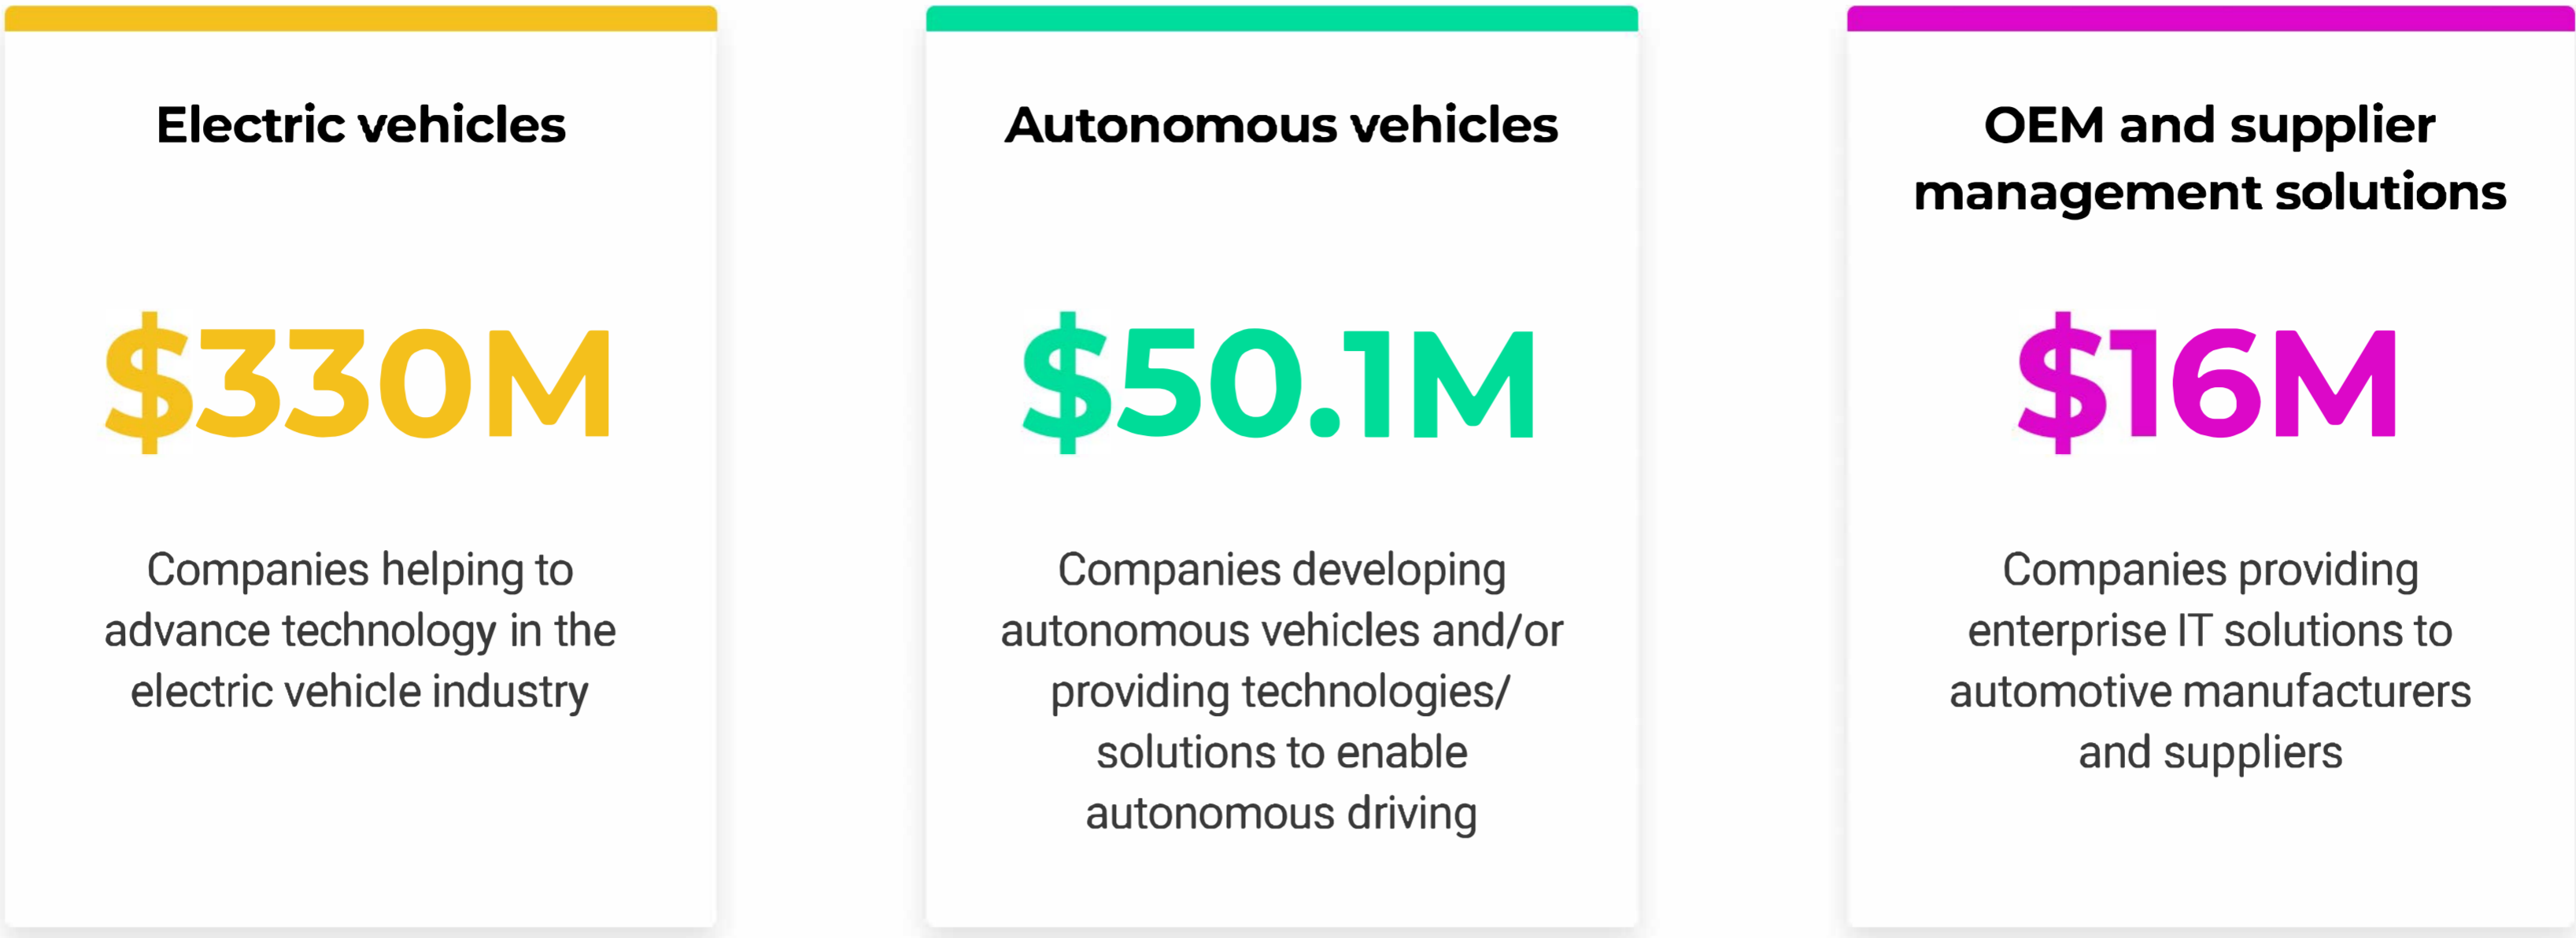 Electric vehicles
$330M
Companies helping to
advance technology in the
electric vehicle industry
Autonomous vehicles
$50.1M
Companies developing
autonomous vehicles and/or
providing technologies/
solutions to enable
autonomous driving
OEM and supplier
management solutions
$16M
Companies providing
enterprise IT solutions to
automotive manufacturers
and suppliers